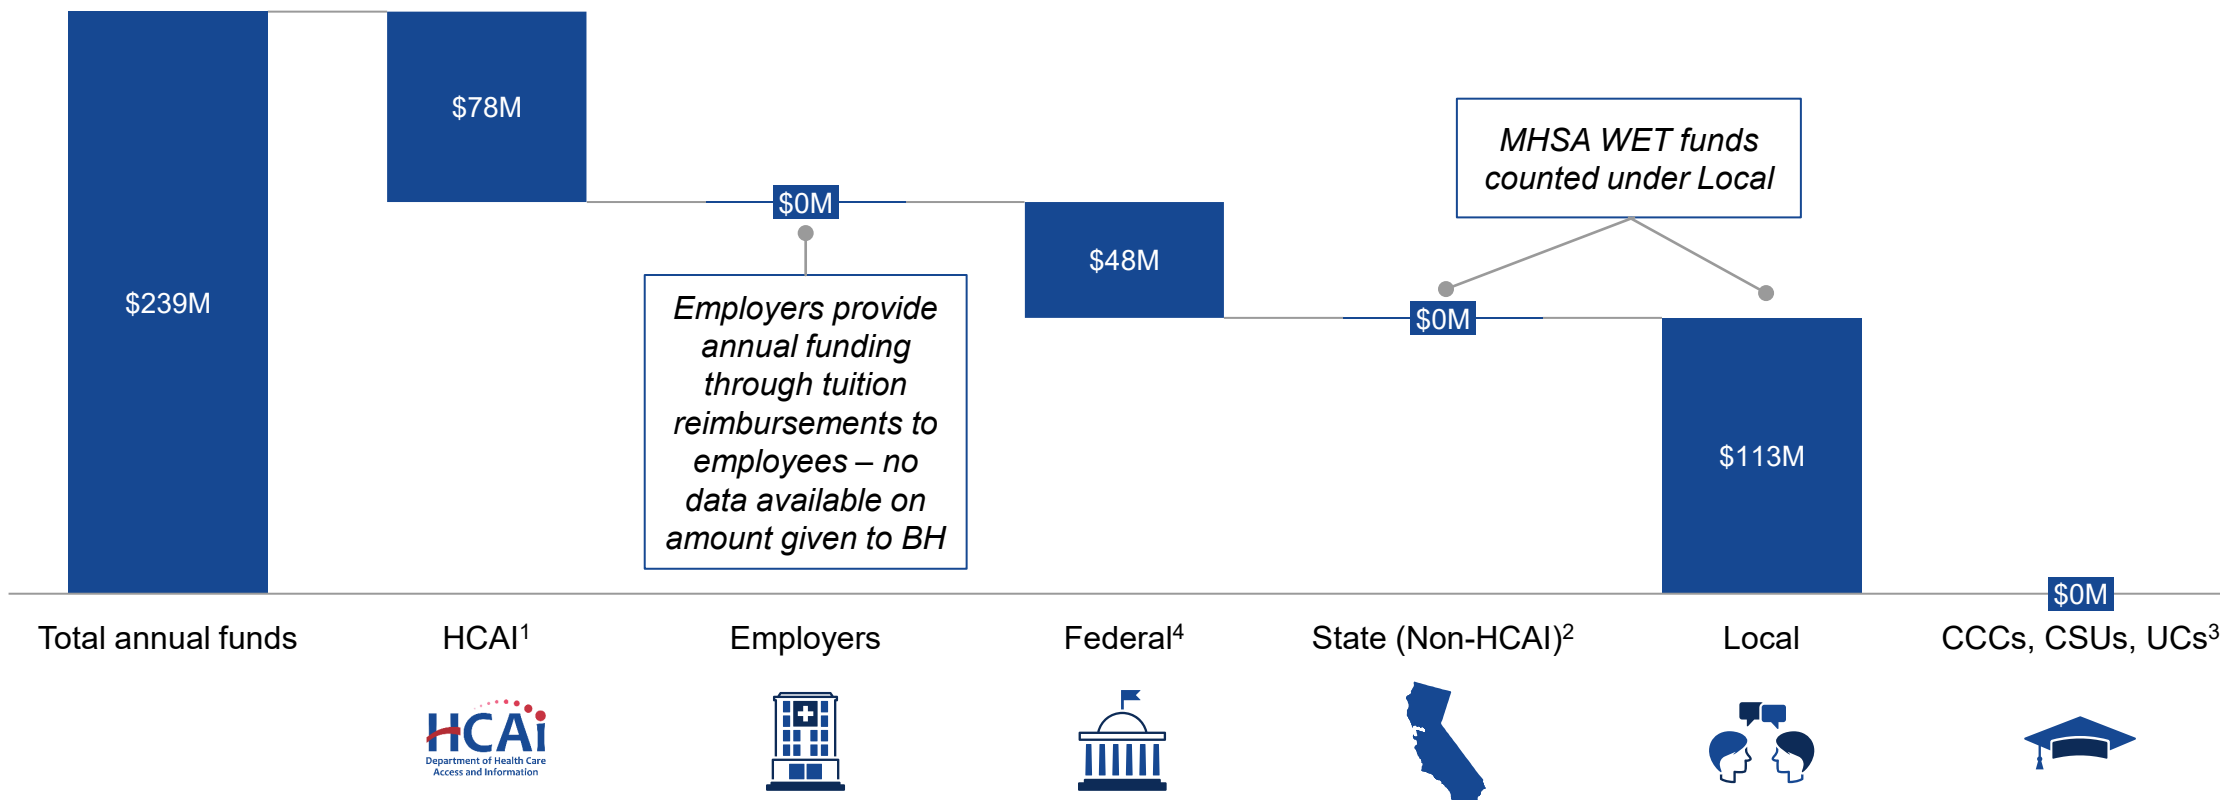 $78M
MHSA WET funds
counted under Local
$0M
$48M
$239M
Employers provide
annual funding
through tuition
reimbursements to
employees – no
data available on
amount given to BH
$0M
$113M
$0M
Total annual funds
HCAI¹
Employers
Federal⁴
State (Non-HCAI)²
Local
CCCs, CSUs, UCs³
HCAi
Department of Health Care
Access and Information